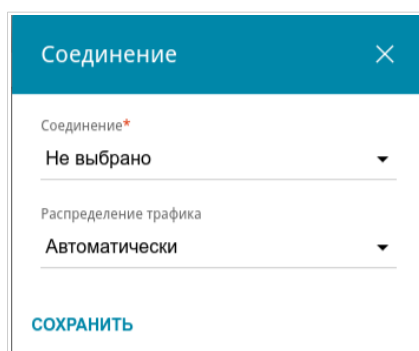 Соединение
Соединение*
Не выбрано
Распределение трафика
Автоматически
СОХРАНИТЬ